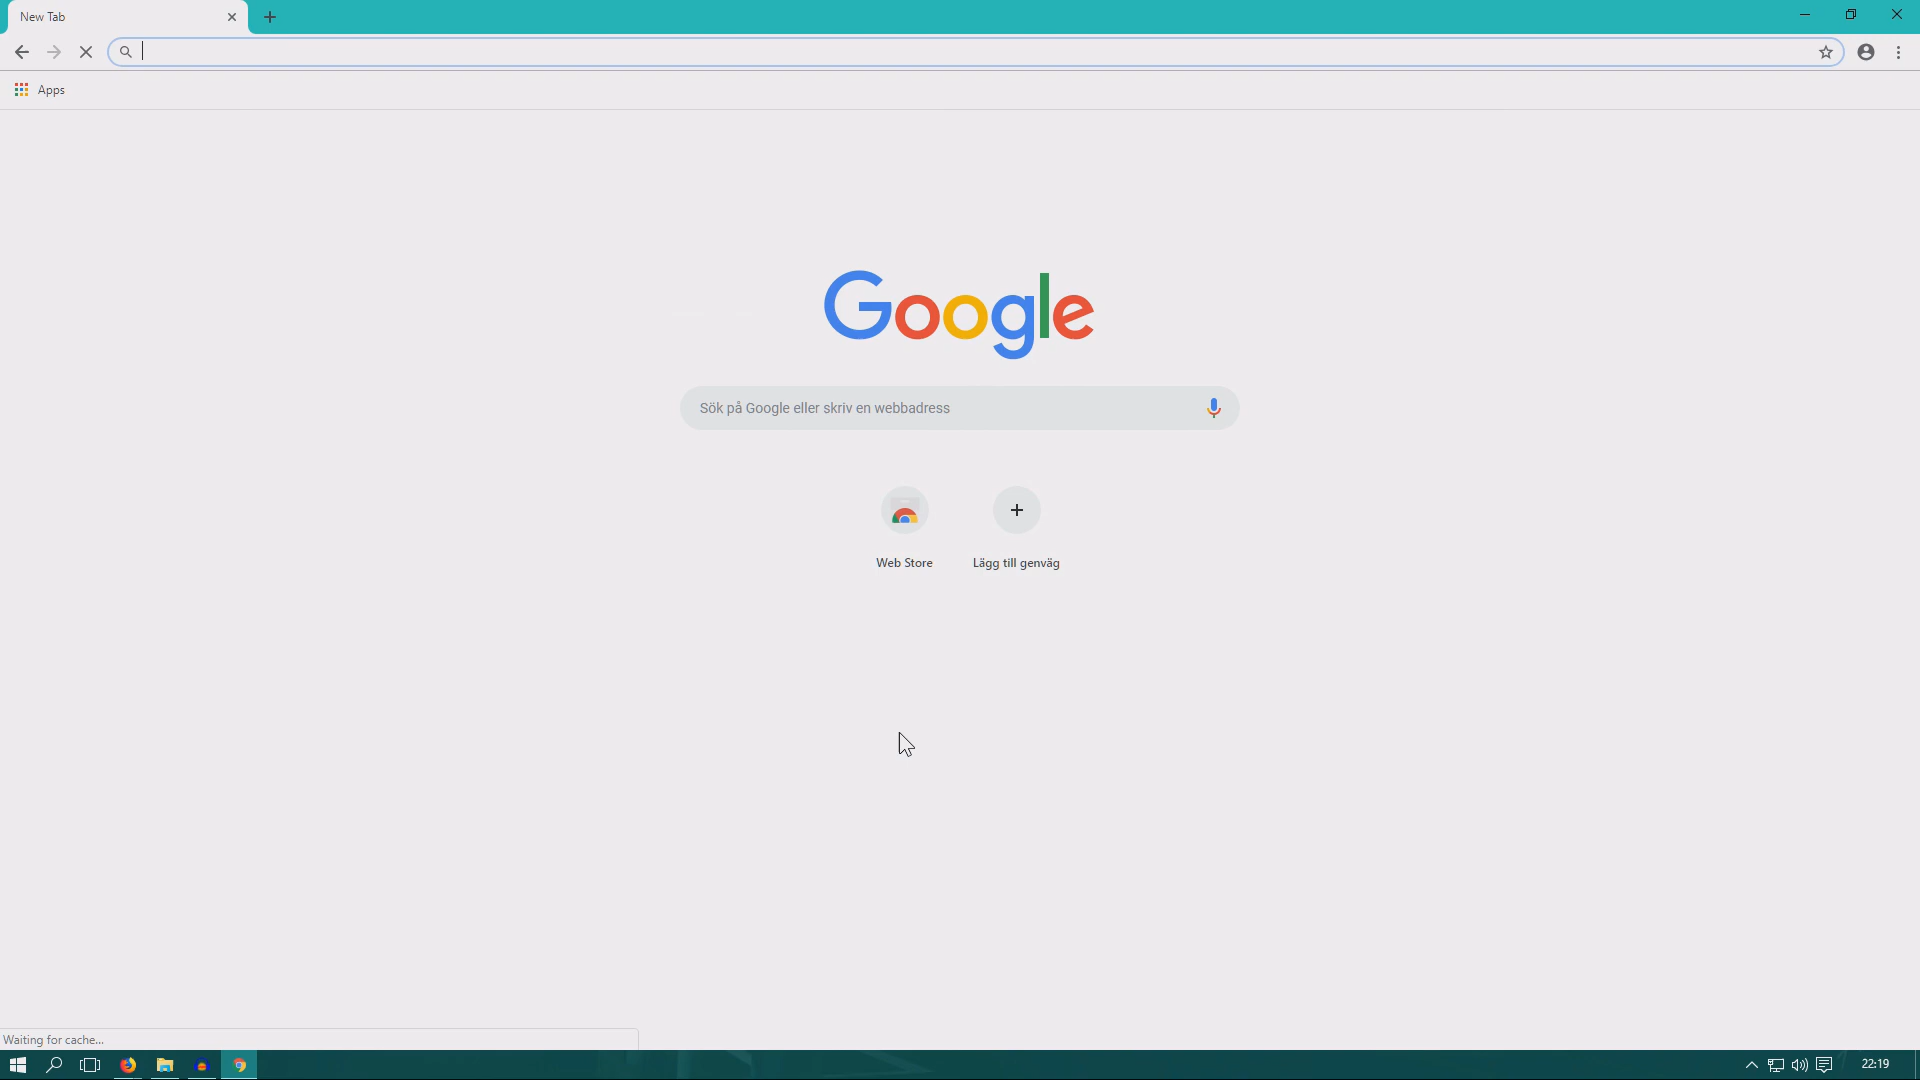 New Tab
Apps
Google
Sök på Google eller skriv en webbadress
Web Store
Lägg till genväg
Waiting for cache...
22:19